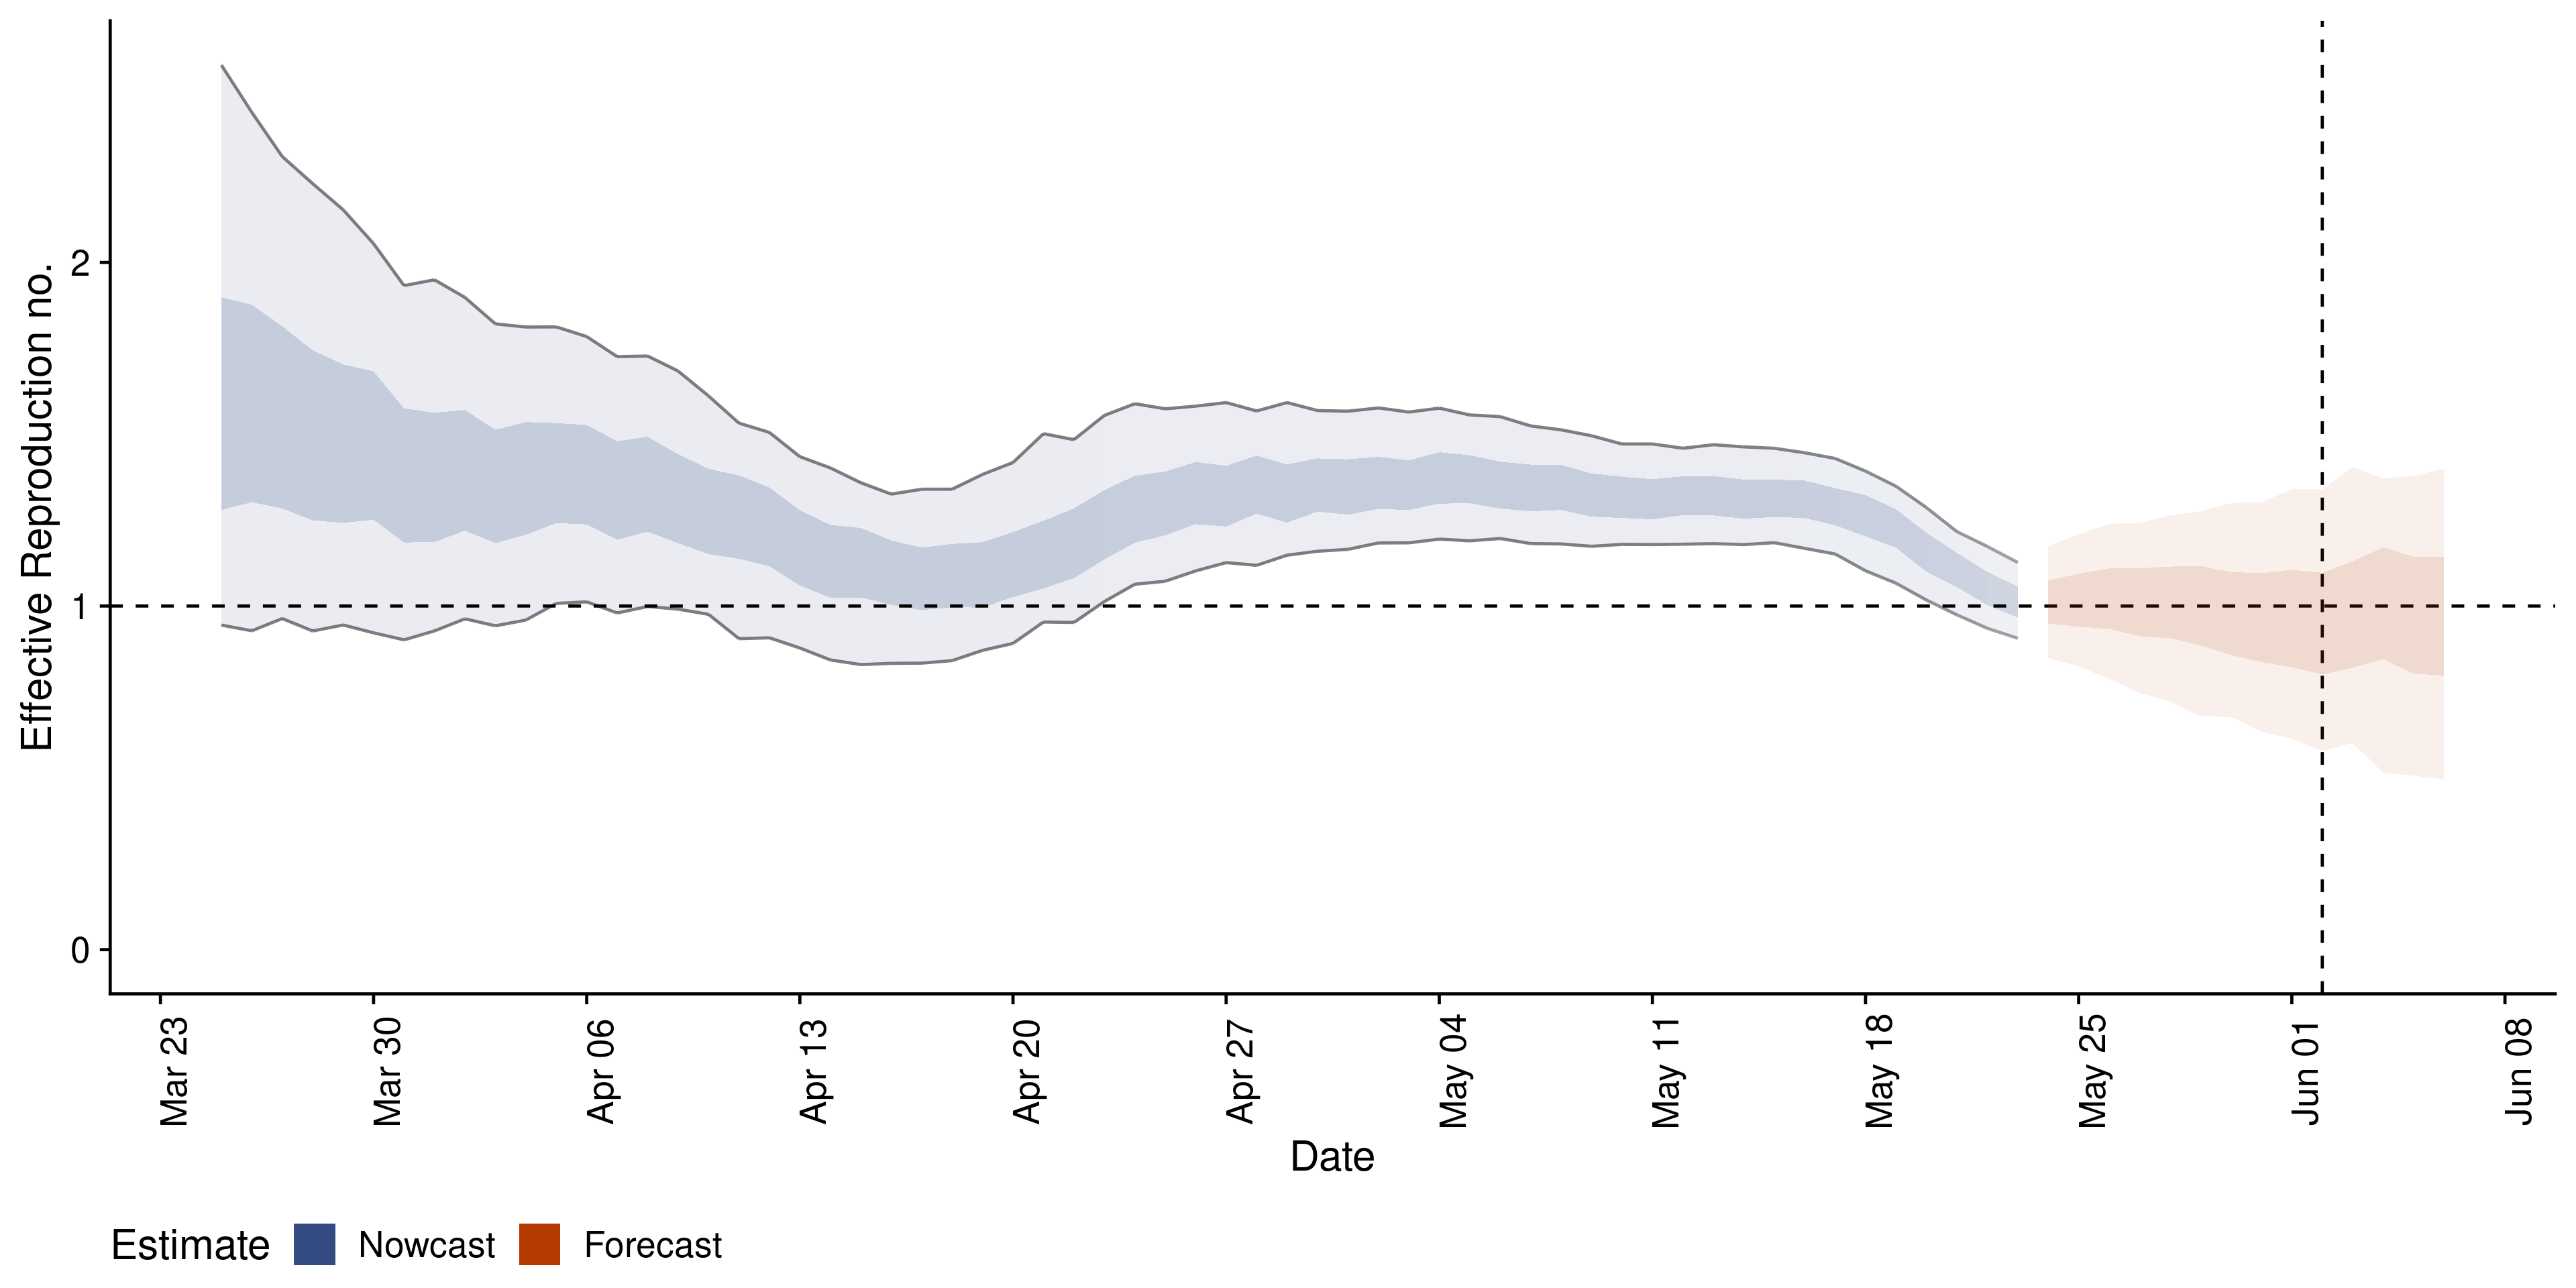 Effective Reproduction no.
2
1
0
Mar 23
Mar 30
Apr 06
Apr 13
Apr 20
Apr 27
May 04
May 11
May 18
May 25
Jun 01
Jun 08
Date
Estimate Nowcast Forecast